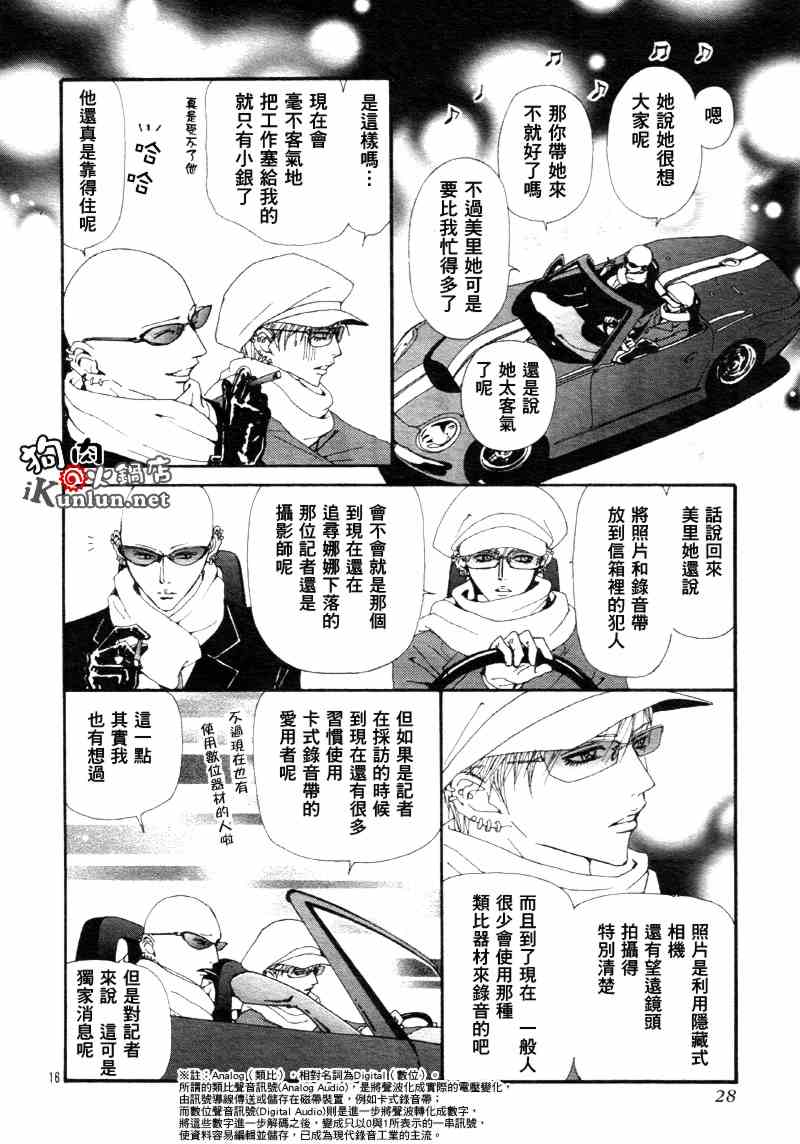 嗯
她說她很想
大家呢
那你帶她來
不就好了嗎
不過美里她可是
要比我忙得多了
還是說
她太客氣
了呢
是這樣嗎…
現在會
毫不客氣地
把工作塞給我的
就只有小銀了
真是受不了他
哈哈
他還真是靠得住呢
狗肉@火鍋店
iKunlun.net
話說回來
美里她還說
將照片和錄音帶
放到信箱裡的犯人
會不會就是那個
到現在還在
追尋娜娜下落的
那位記者還是
攝影師呢
照片是利用隱藏式
相機
還有望遠鏡頭
拍攝得
特別清楚
而且到了現在 一般人
很少會使用那種
類比器材來錄音的吧
但如果是記者
在採訪的時候
到現在還有很多
習慣使用
卡式錄音帶的
愛用者呢
不過現在也有
使用數位器材的人啦
這一點
其實我
也有想過
但是對記者
來說 這可是
獨家消息呢
16
28
※註：Analog（類比），相對名詞為Digital（數位）。
所謂的類比聲音訊號(Analog Audio)，是將聲波化成實際的電壓變化，
由訊號導線傳送或儲存在磁帶裝置，例如卡式錄音帶；
而數位聲音訊號(Digital Audio)則是進一步將聲波轉化成數字，
將這些數字進一步解碼之後，變成只以0與1所表示的一串訊號，
使資料容易編輯並儲存，已成為現代錄音工業的主流。